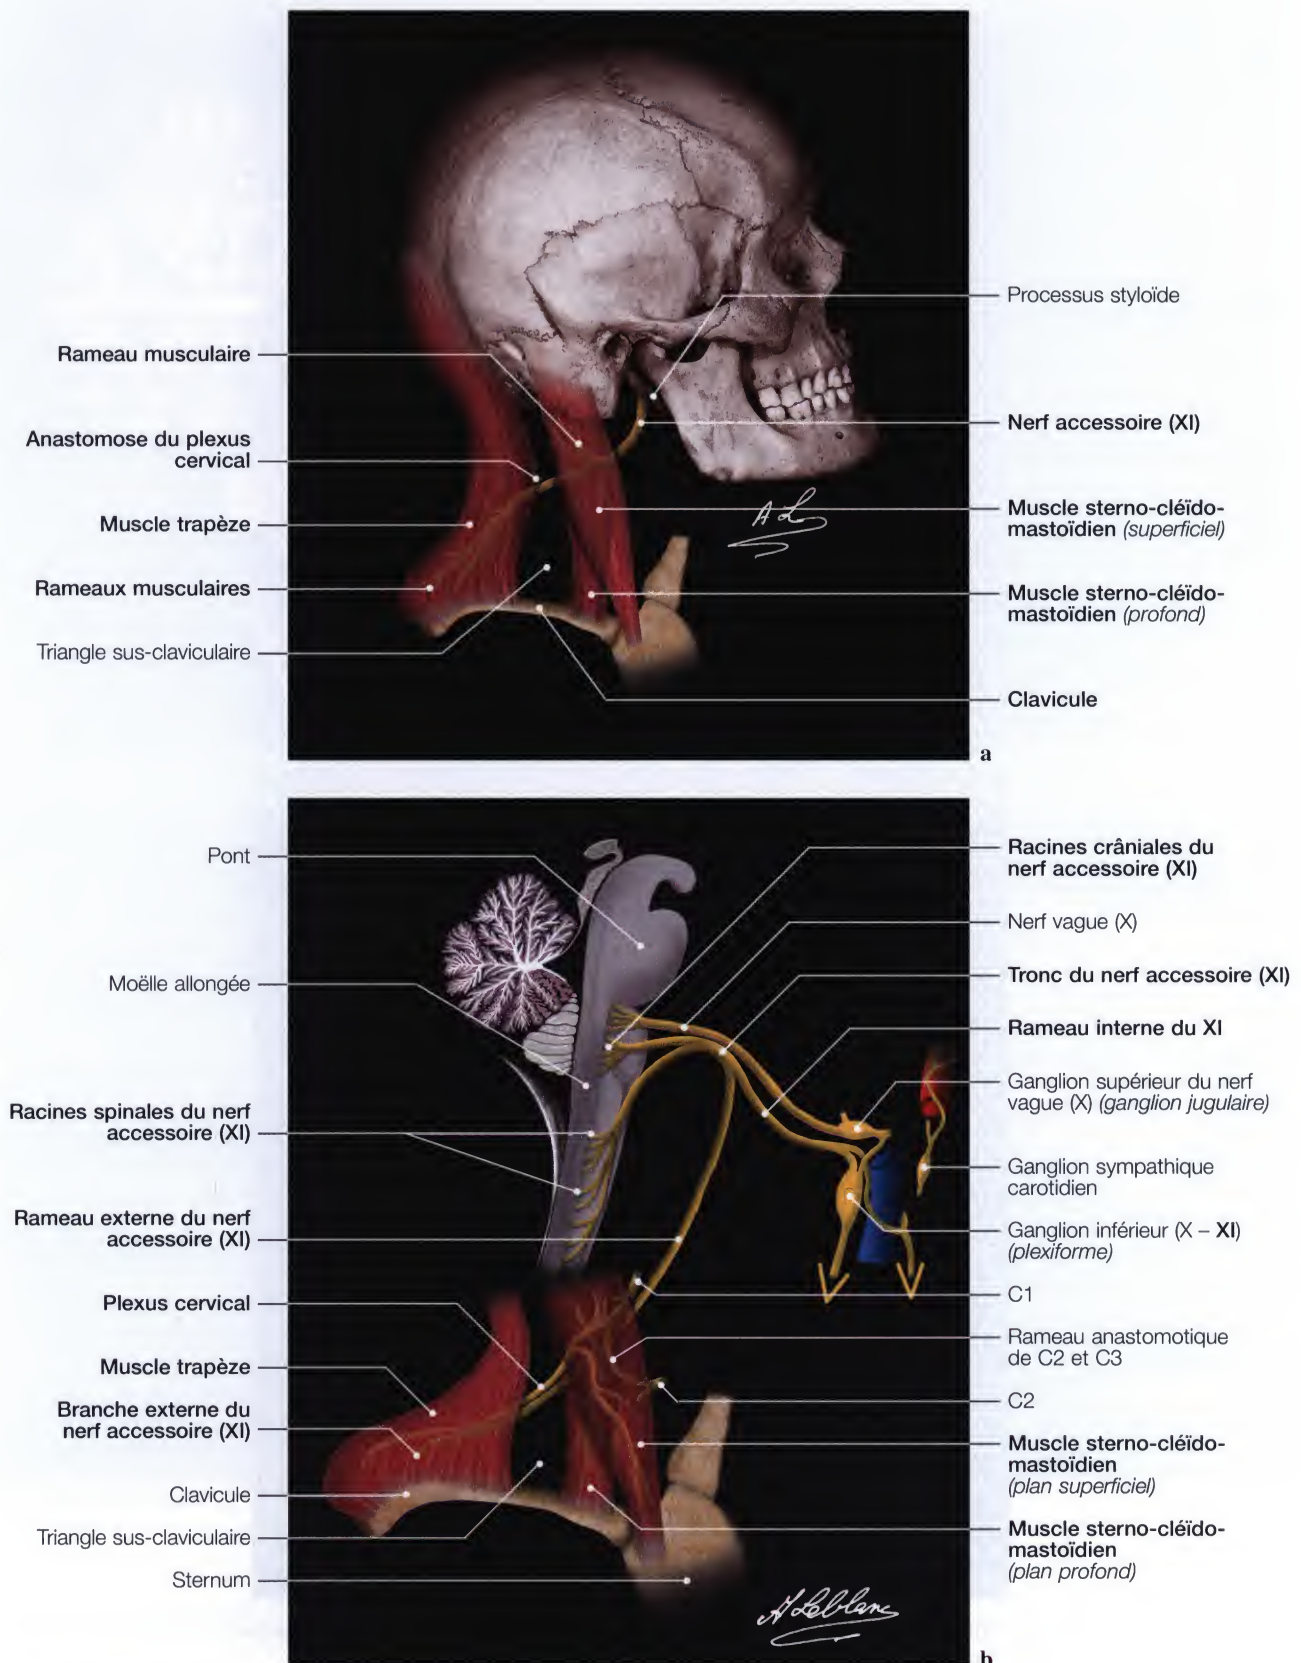 Rameau musculaire
Anastomose du plexus
cervical
Muscle trapèze
Rameaux musculaires
Triangle sus-claviculaire
Processus styloïde
Nerf accessoire (XI)
Muscle sterno-cléïdo-
mastoïdien (superficiel)
Muscle sterno-cléïdo-
mastoïdien (profond)
Clavicule
A L
a
Pont
Moëlle allongée
Racines spinales du nerf
accessoire (XI)
Rameau externe du nerf
accessoire (XI)
Plexus cervical
Muscle trapèze
Branche externe du
nerf accessoire (XI)
Clavicule
Triangle sus-claviculaire
Sternum
Racines crâniales du
nerf accessoire (XI)
Nerf vague (X)
Tronc du nerf accessoire (XI)
Rameau interne du XI
Ganglion supérieur du nerf
vague (X) (ganglion jugulaire)
Ganglion sympathique
carotidien
Ganglion inférieur (X – XI)
(plexiforme)
C1
Rameau anastomotique
de C2 et C3
C2
Muscle sterno-cléïdo-
mastoïdien
(plan superficiel)
Muscle sterno-cléïdo-
mastoïdien
(plan profond)
A Leblanc
b